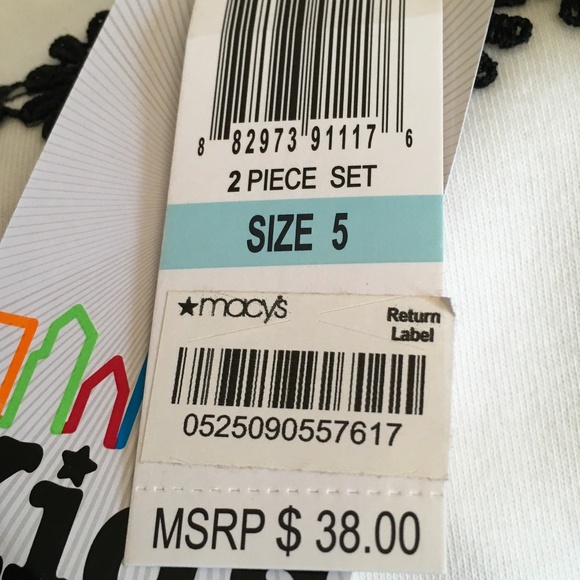 8 82973 91117 6
2 PIECE SET
SIZE 5
★macy's
Return
Label
0525090557617
MSRP $ 38.00